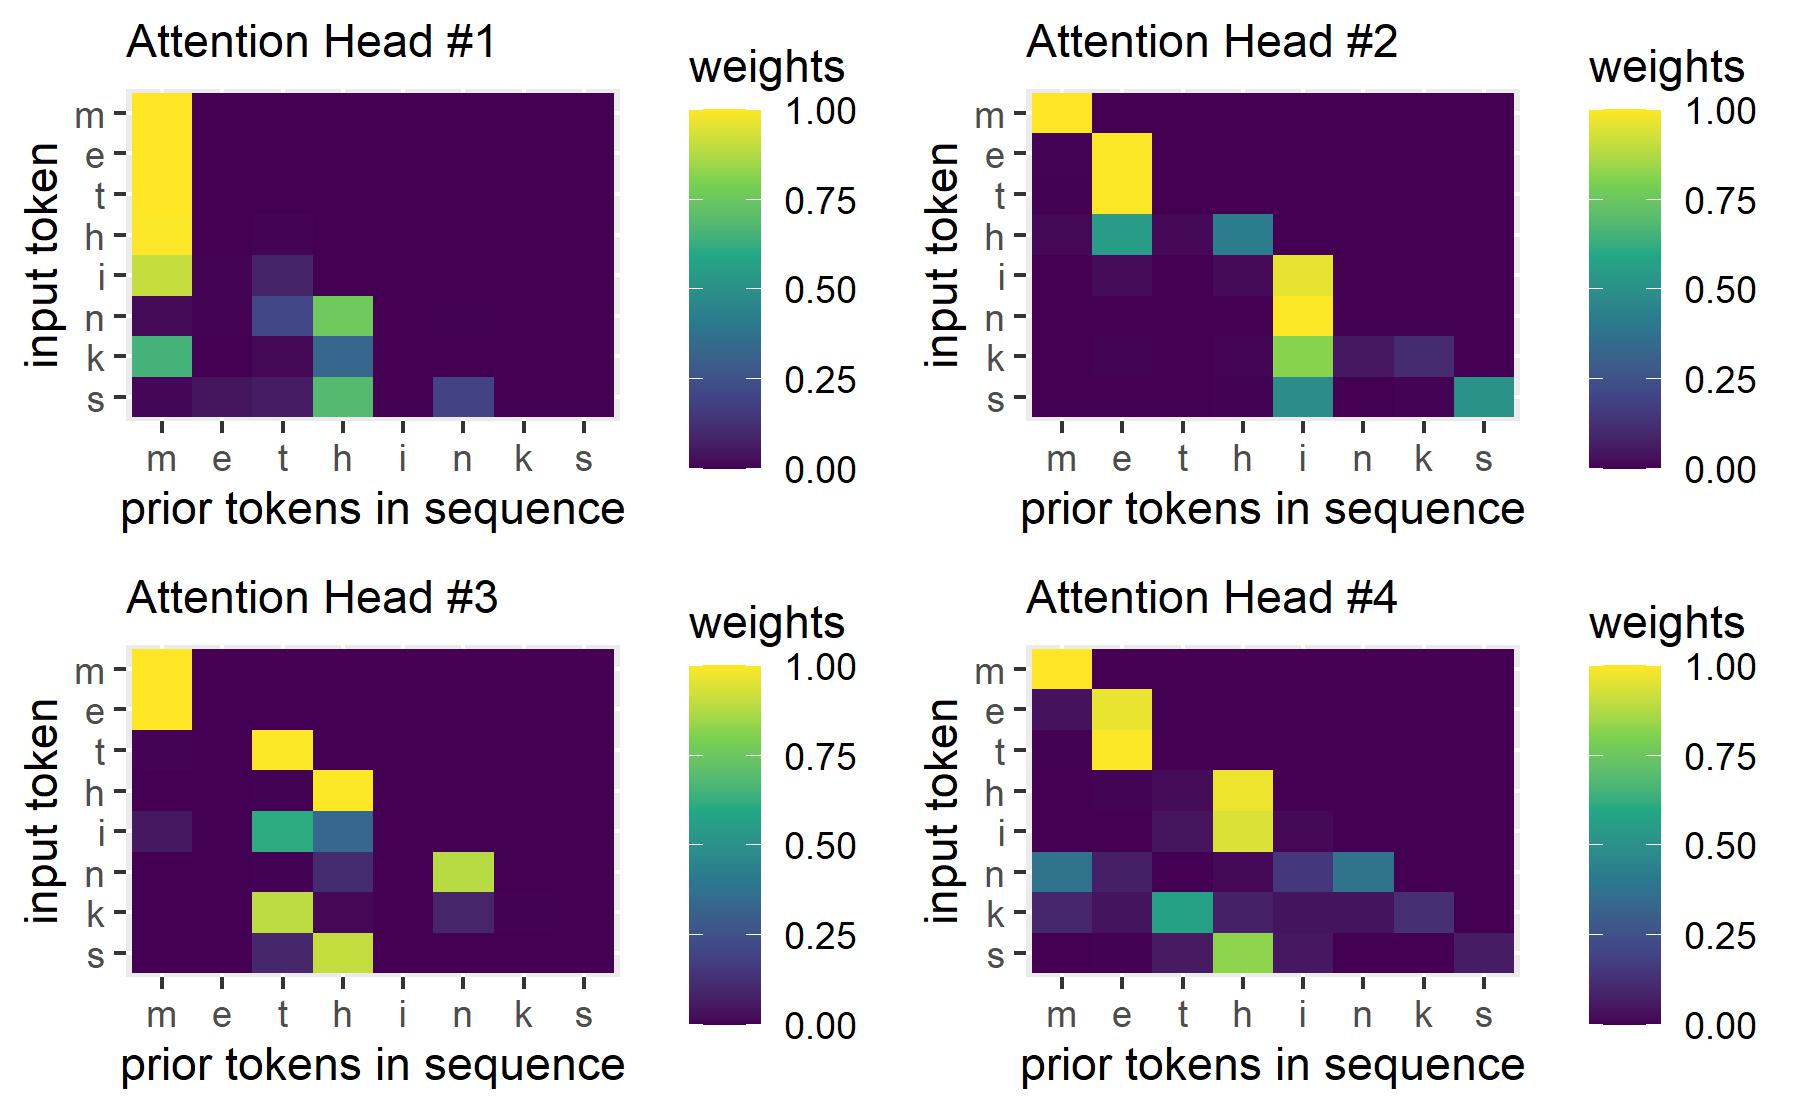 Attention Head #1
weights
1.00
0.75
0.50
0.25
0.00
input token
m
e
t
h
i
n
k
s
m e t h i n k s
prior tokens in sequence
Attention Head #2
weights
1.00
0.75
0.50
0.25
0.00
input token
m
e
t
h
i
n
k
s
m e t h i n k s
prior tokens in sequence
Attention Head #3
weights
1.00
0.75
0.50
0.25
0.00
input token
m
e
t
h
i
n
k
s
m e t h i n k s
prior tokens in sequence
Attention Head #4
weights
1.00
0.75
0.50
0.25
0.00
input token
m
e
t
h
i
n
k
s
m e t h i n k s
prior tokens in sequence